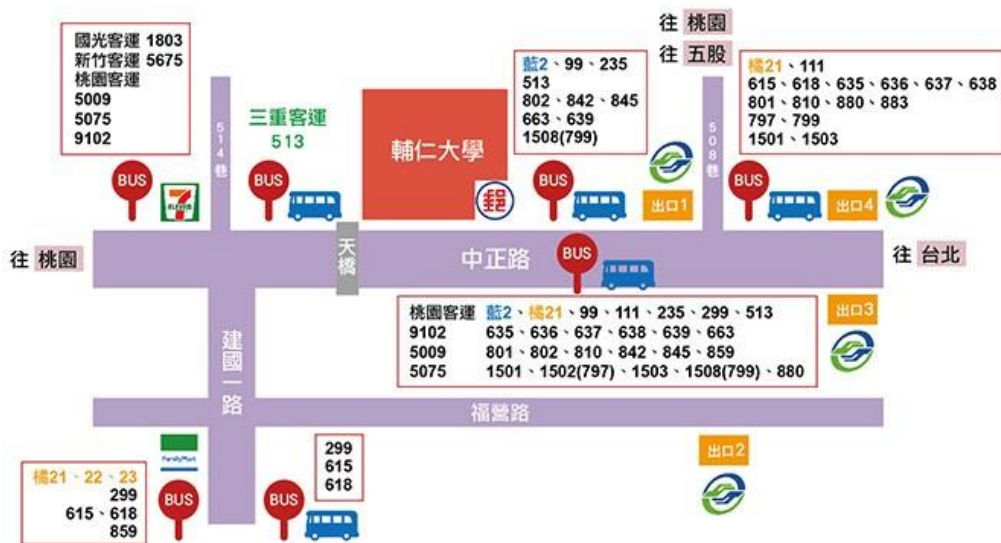 國光客運 1803
新竹客運 5675
桃園客運
5009
5075
9102
BUS
7
ELEVEN
514巷
三重客運
513
BUS
輔仁大學
郵
天橋
藍2、99、235
513
802、842、845
663、639
1508(799)
BUS
出口1
往 桃園
往 五股
508巷
橘21、111
615、618、635、636、637、638
801、810、880、883
797、799
1501、1503
BUS
出口4
往 桃園
中正路
BUS
往 台北
桃園客運 藍2、橘21、99、111、235、299、513
9102 635、636、637、638、639、663
5009 801、802、810、842、845、859
5075 1501、1502(797)、1503、1508(799)、880
出口3
建國一路
福營路
FamilyMart
橘21、22、23
299
615、618
859
BUS
BUS
299
615
618
出口2